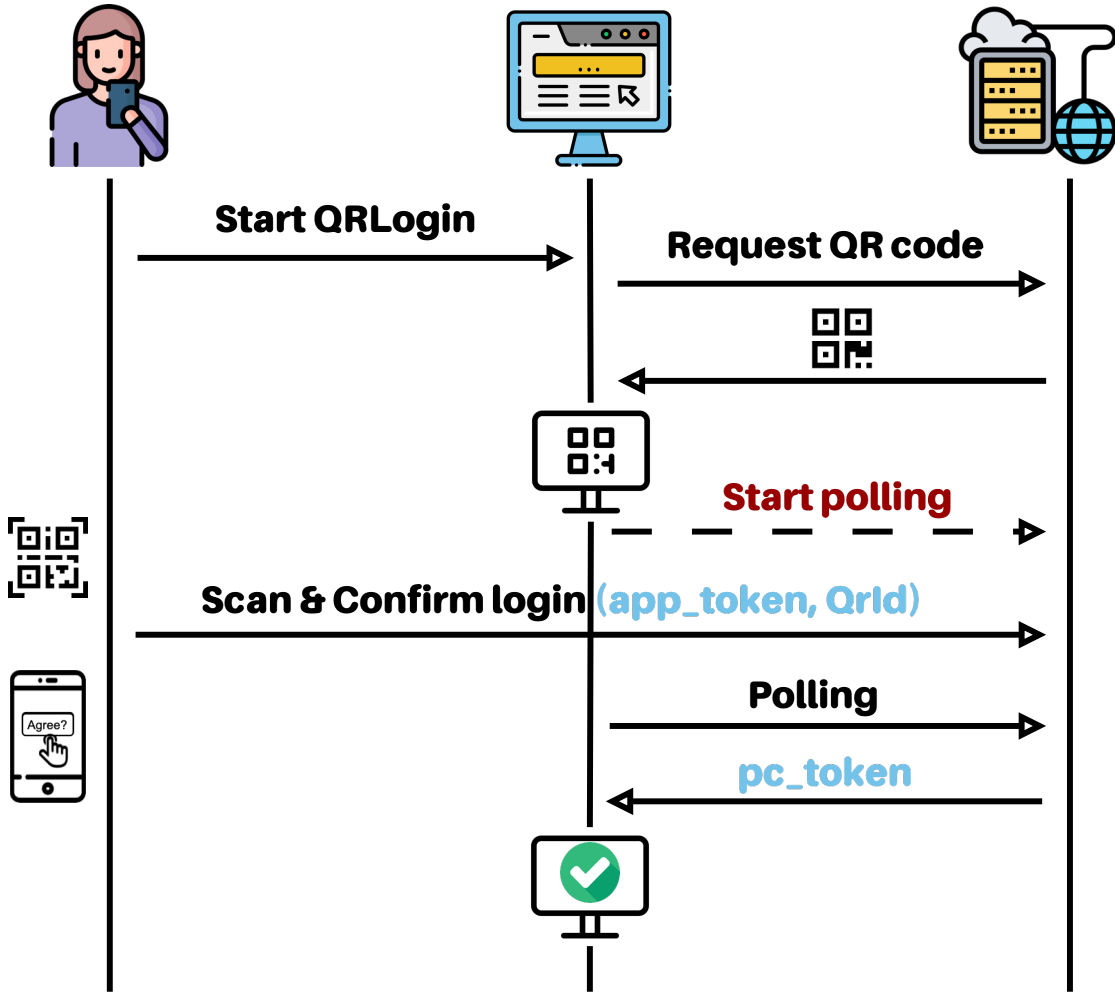 Start QRLogin
Request QR code
Start polling
Scan & Confirm login (app_token, QrId)
Agree?
Polling
pc_token